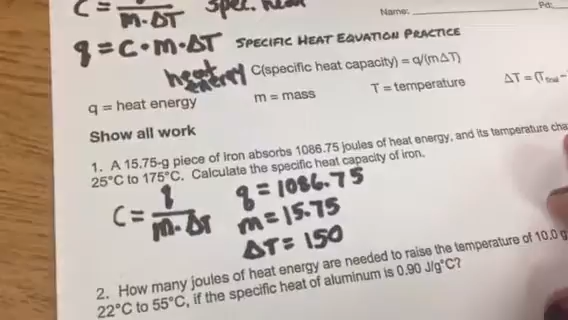 C = m·ΔT spec. heat
Name:
Pd:
q = C·m·ΔT SPECIFIC HEAT EQUATION PRACTICE
heat energy C(specific heat capacity) = q/(mΔT)
q = heat energy m = mass T = temperature ΔT = (Tfinal –
Show all work
1. A 15.75-g piece of iron absorbs 1086.75 joules of heat energy, and its temperature cha
25°C to 175°C. Calculate the specific heat capacity of iron.
C = q / m·ΔT
q = 1086.75
m = 15.75
ΔT = 150
2. How many joules of heat energy are needed to raise the temperature of 10.0 g
22°C to 55°C, if the specific heat of aluminum is 0.90 J/g°C?